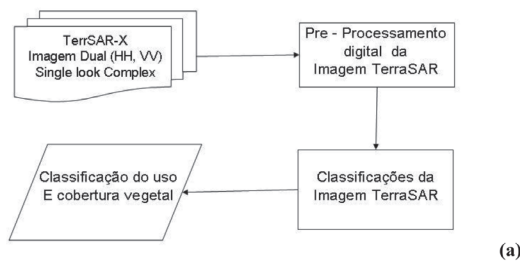 TerrSAR-X
Imagem Dual (HH, VV)
Single look Complex
Pre - Processamento
digital da
Imagem TerraSAR
Classificações da
Imagem TerraSAR
Classificação do uso
E cobertura vegetal
(a)